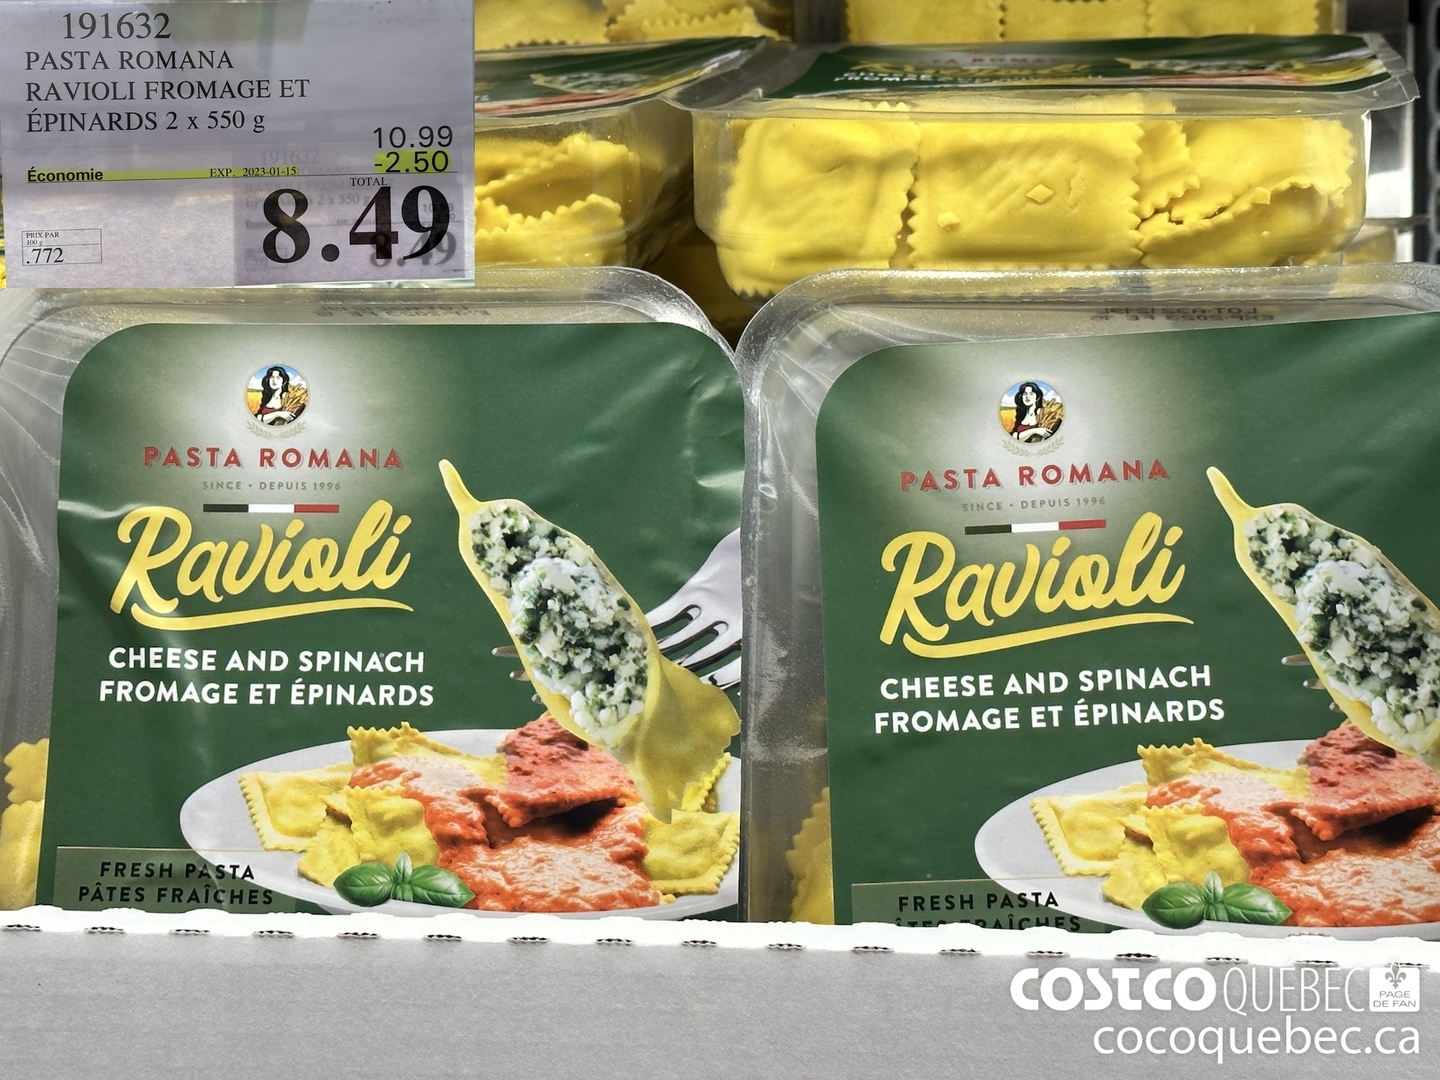 191632
PASTA ROMANA
RAVIOLI FROMAGE ET
ÉPINARDS 2 x 550 g
10.99
-2.50
Économie
EXP. 2023-01-15
TOTAL
8.49
PRIX PAR
100 g
.772
PASTA ROMANA
SINCE • DEPUIS 1996
Ravioli
CHEESE AND SPINACH
FROMAGE ET ÉPINARDS
FRESH PASTA
PÂTES FRAÎCHES
PASTA ROMANA
SINCE • DEPUIS 1996
Ravioli
CHEESE AND SPINACH
FROMAGE ET ÉPINARDS
FRESH PASTA
COSTCO QUEBEC
PAGE
DE FAN
cocoquebec.ca